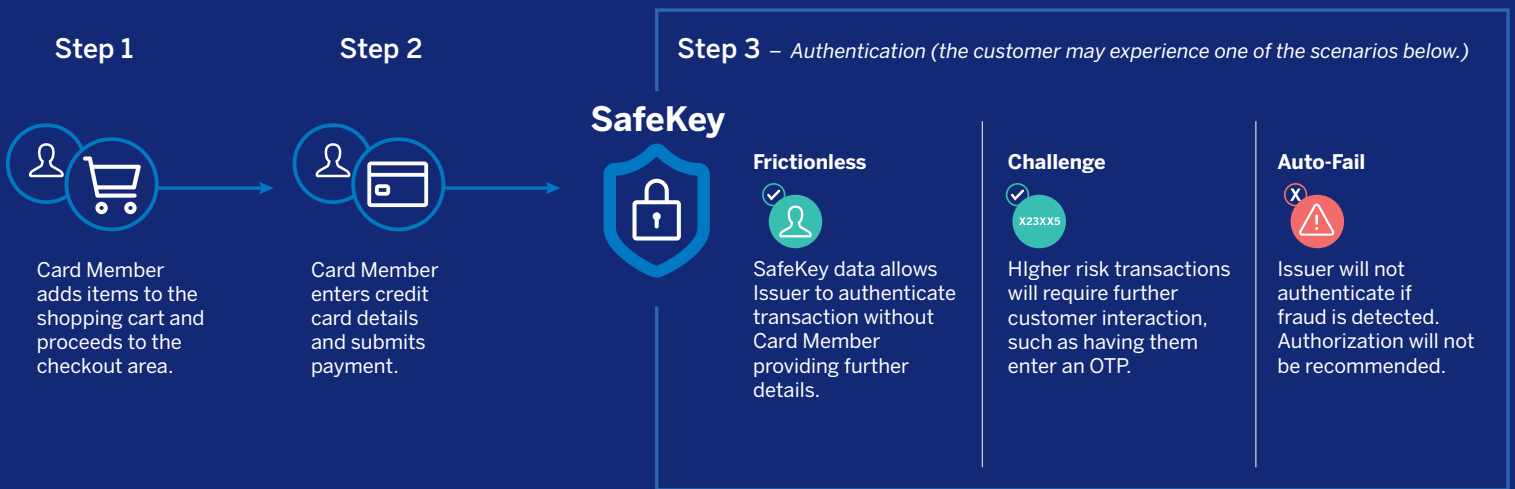 Step 1
Card Member
adds items to the
shopping cart and
proceeds to the
checkout area.
Step 2
Card Member
enters credit
card details
and submits
payment.
SafeKey
Step 3 – Authentication (the customer may experience one of the scenarios below.)
Frictionless
SafeKey data allows
Issuer to authenticate
transaction without
Card Member
providing further
details.
Challenge
X23XX5
HIgher risk transactions
will require further
customer interaction,
such as having them
enter an OTP.
Auto-Fail
X
Issuer will not
authenticate if
fraud is detected.
Authorization will not
be recommended.